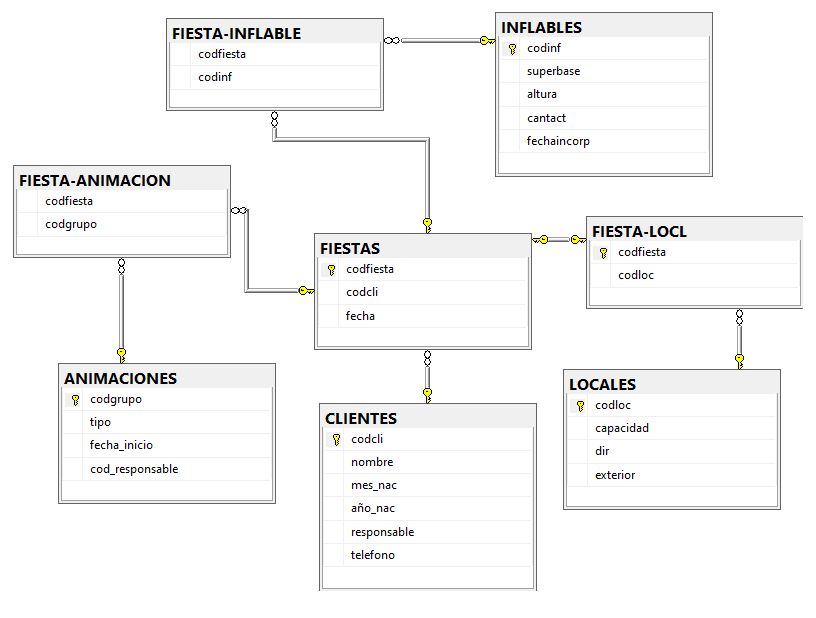 FIESTA-INFLABLE
codfiesta
codinf
INFLABLES
codinf
superbase
altura
cantact
fechaincorp
FIESTA-ANIMACION
codfiesta
codgrupo
FIESTAS
codfiesta
codcli
fecha
FIESTA-LOCL
codfiesta
codloc
ANIMACIONES
codgrupo
tipo
fecha_inicio
cod_responsable
CLIENTES
codcli
nombre
mes_nac
año_nac
responsable
telefono
LOCALES
codloc
capacidad
dir
exterior